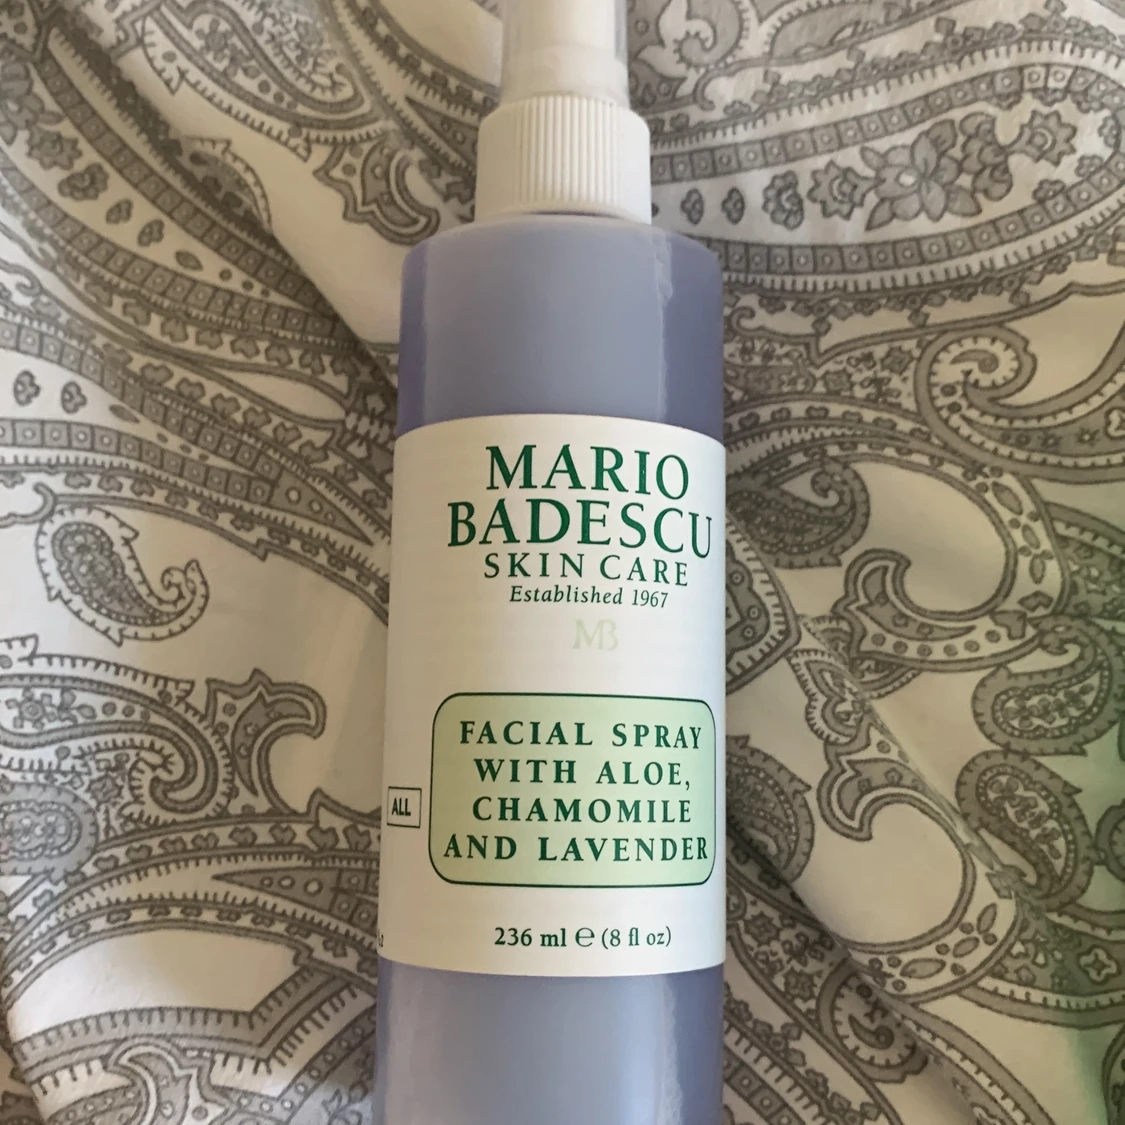 MARIO
BADESCU
SKIN CARE
Established 1967
MB
FACIAL SPRAY
WITH ALOE,
CHAMOMILE
AND LAVENDER
ALL
236 ml ℮ (8 fl oz)